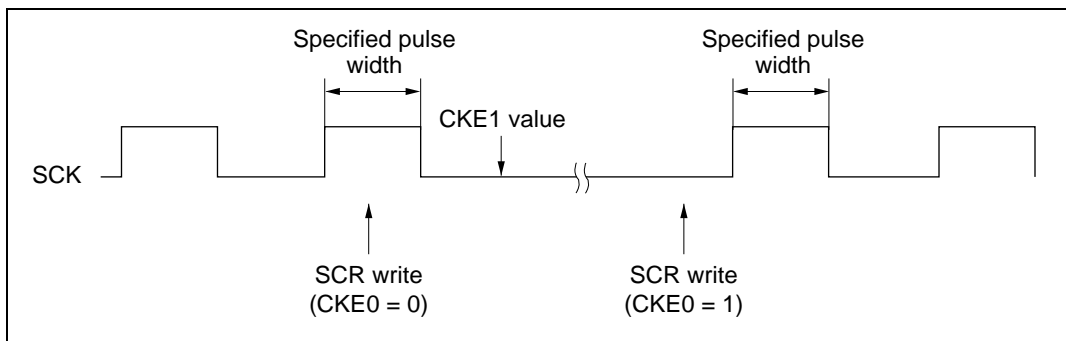 Specified pulse
width
Specified pulse
width
CKE1 value
SCK
SCR write
(CKE0 = 0)
SCR write
(CKE0 = 1)